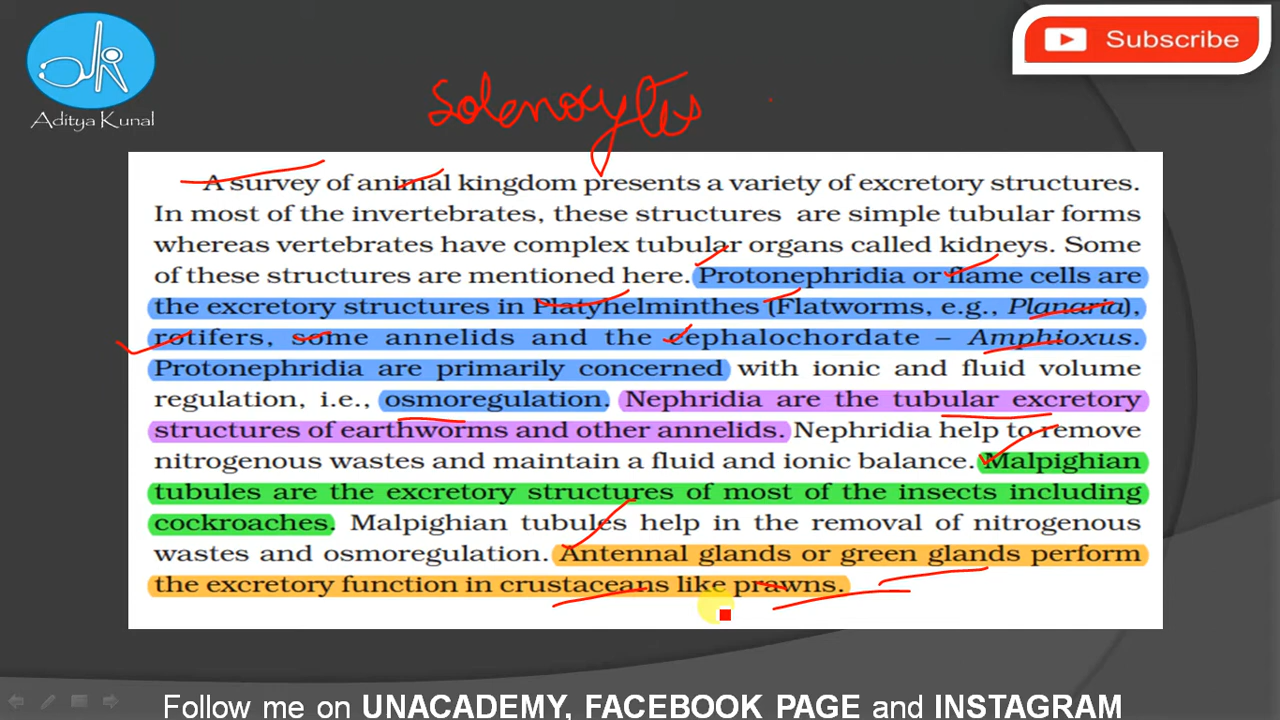 Subscribe
Aditya Kunal
Solenocytes
A survey of animal kingdom presents a variety of excretory structures.
In most of the invertebrates, these structures are simple tubular forms
whereas vertebrates have complex tubular organs called kidneys. Some
of these structures are mentioned here. Protonephridia or flame cells are
the excretory structures in Platyhelminthes (Flatworms, e.g., Planaria),
rotifers, some annelids and the cephalochordate – Amphioxus.
Protonephridia are primarily concerned with ionic and fluid volume
regulation, i.e., osmoregulation. Nephridia are the tubular excretory
structures of earthworms and other annelids. Nephridia help to remove
nitrogenous wastes and maintain a fluid and ionic balance. Malpighian
tubules are the excretory structures of most of the insects including
cockroaches. Malpighian tubules help in the removal of nitrogenous
wastes and osmoregulation. Antennal glands or green glands perform
the excretory function in crustaceans like prawns.
Follow me on UNACADEMY, FACEBOOK PAGE and INSTAGRAM